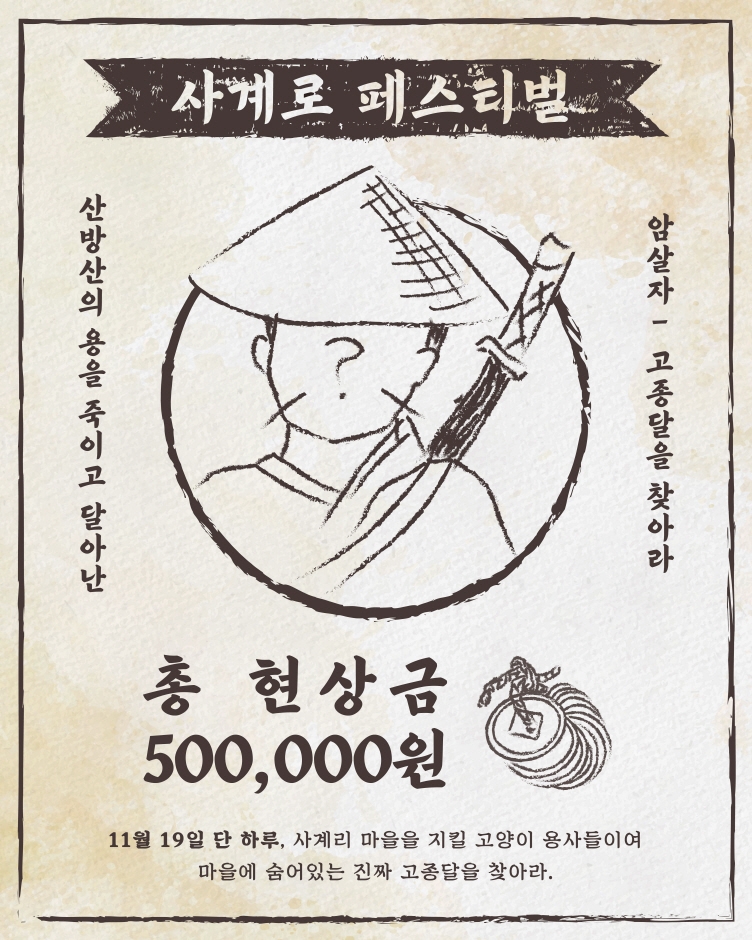 사계로 페스티벌
산방산의 용을 죽이고 달아난
암살자 - 고종달을 찾아라
?
총 현상금
500,000원
11월 19일 단 하루, 사계리 마을을 지킬 고양이 용사들이여
마을에 숨어있는 진짜 고종달을 찾아라.